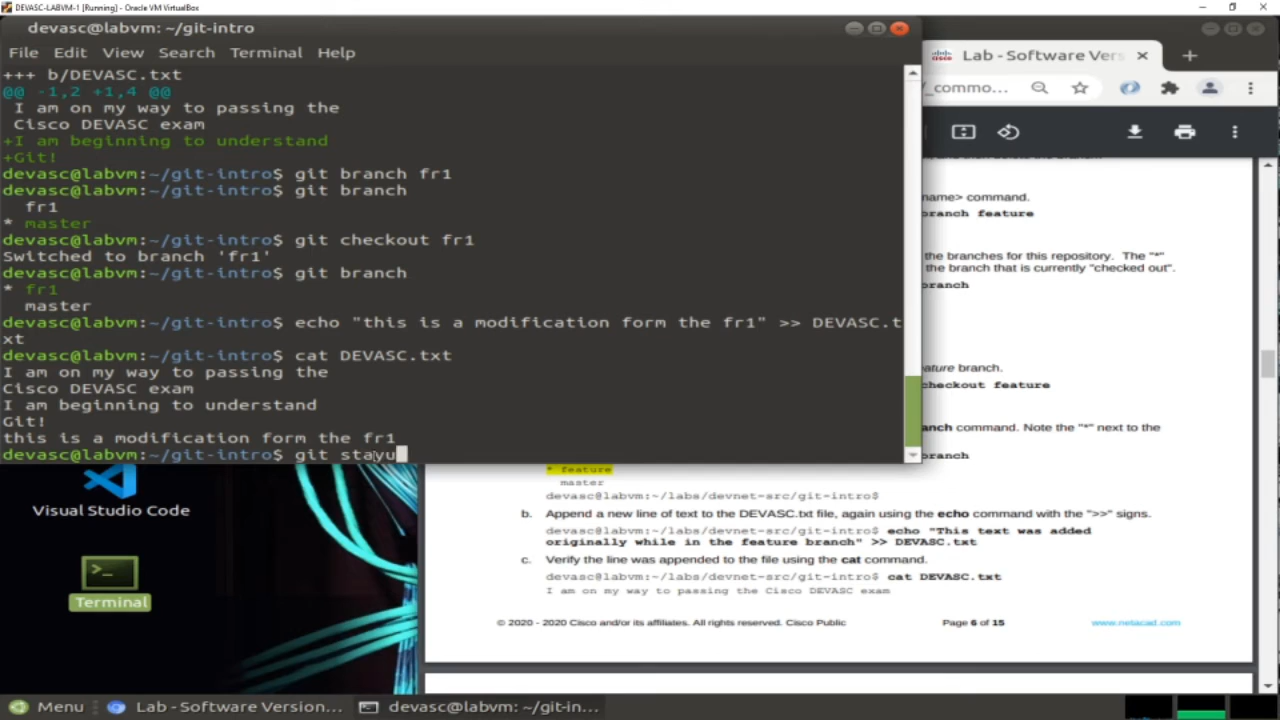 DEVASC-LABVM-1 [Running] - Oracle VM VirtualBox
devasc@labvm: ~/git-intro
File Edit View Search Terminal Help
+++ b/DEVASC.txt
@@ -1,2 +1,4 @@
I am on my way to passing the
Cisco DEVASC exam
+I am beginning to understand
+Git!
devasc@labvm:~/git-intro$ git branch fr1
devasc@labvm:~/git-intro$ git branch
fr1
* master
devasc@labvm:~/git-intro$ git checkout fr1
Switched to branch 'fr1'
devasc@labvm:~/git-intro$ git branch
* fr1
master
devasc@labvm:~/git-intro$ echo "this is a modification form the fr1" >> DEVASC.t
xt
devasc@labvm:~/git-intro$ cat DEVASC.txt
I am on my way to passing the
Cisco DEVASC exam
I am beginning to understand
Git!
this is a modification form the fr1
devasc@labvm:~/git-intro$ git stayu
Lab - Software Vers
_commo...
name> command.
branch feature
the branches for this repository. The "*"
the branch that is currently "checked out".
branch
ature branch.
checkout feature
anch command. Note the "*" next to the
branch
* feature
master
devasc@labvm:~/labs/devnet-src/git-intro$
b. Append a new line of text to the DEVASC.txt file, again using the echo command with the ">>" signs.
devasc@labvm:~/labs/devnet-src/git-intro$ echo "This text was added
originally while in the feature branch" >> DEVASC.txt
c. Verify the line was appended to the file using the cat command.
devasc@labvm:~/labs/devnet-src/git-intro$ cat DEVASC.txt
I am on my way to passing the Cisco DEVASC exam
© 2020 - 2020 Cisco and/or its affiliates. All rights reserved. Cisco Public Page 6 of 15 www.netacad.com
Visual Studio Code
Terminal
Menu Lab - Software Version... devasc@labvm: ~/git-in...